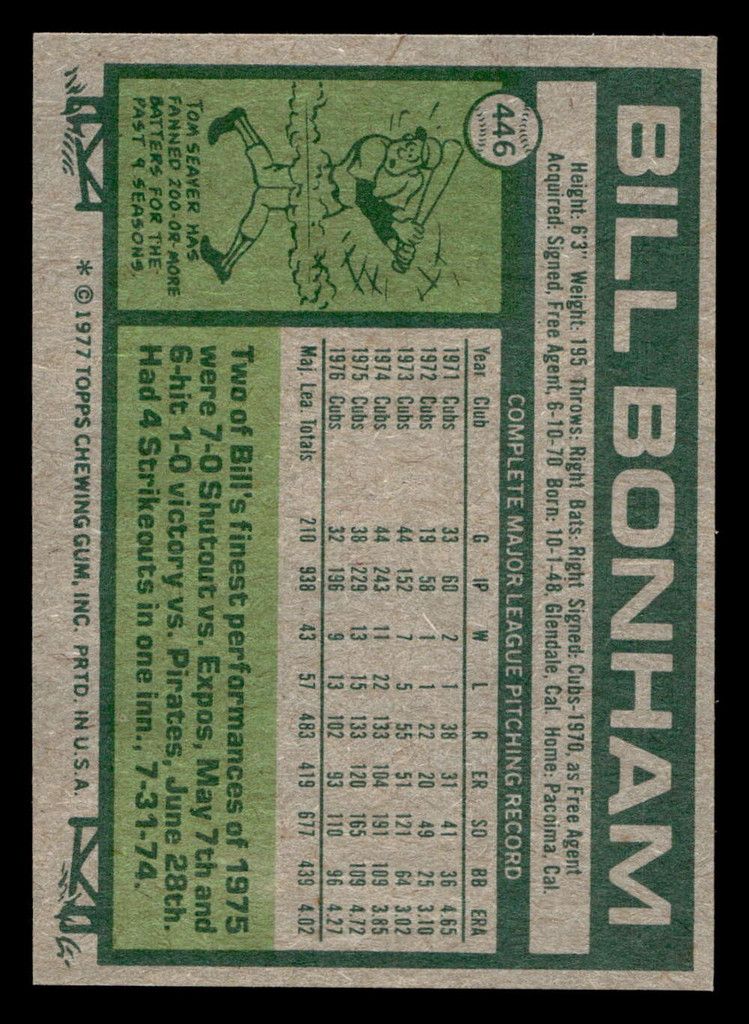 BILL BONHAM
446
Height: 6'3" Weight: 195 Throws: Right Bats: Right Signed: Cubs-1970, as Free Agent
Acquired: Signed, Free Agent, 6-10-70 Born: 10-1-48, Glendale, Cal. Home: Pacoima, Cal.
COMPLETE MAJOR LEAGUE PITCHING RECORD
Year Club G IP W L R ER SO BB ERA
1971 Cubs 33 60 2 1 38 31 41 36 4.65
1972 Cubs 19 58 1 1 22 20 49 25 3.10
1973 Cubs 44 152 7 5 55 51 121 64 3.02
1974 Cubs 44 243 11 22 133 104 191 109 3.85
1975 Cubs 38 229 13 15 133 120 165 109 4.72
1976 Cubs 32 196 9 13 102 93 110 96 4.27
Maj. Lea. Totals 210 938 43 57 483 419 677 439 4.02
TOM SEAVER HAS
FANNED 200-OR-MORE
BATTERS FOR THE
PAST 9 SEASONS.
Two of Bill's finest performances of 1975
were 7-0 Shutout vs. Expos, May 7th and
6-hit 1-0 victory vs. Pirates, June 28th.
Had 4 Strikeouts in one inn., 7-31-74.
* © 1977 TOPPS CHEWING GUM, INC. PRTD. IN U.S.A.